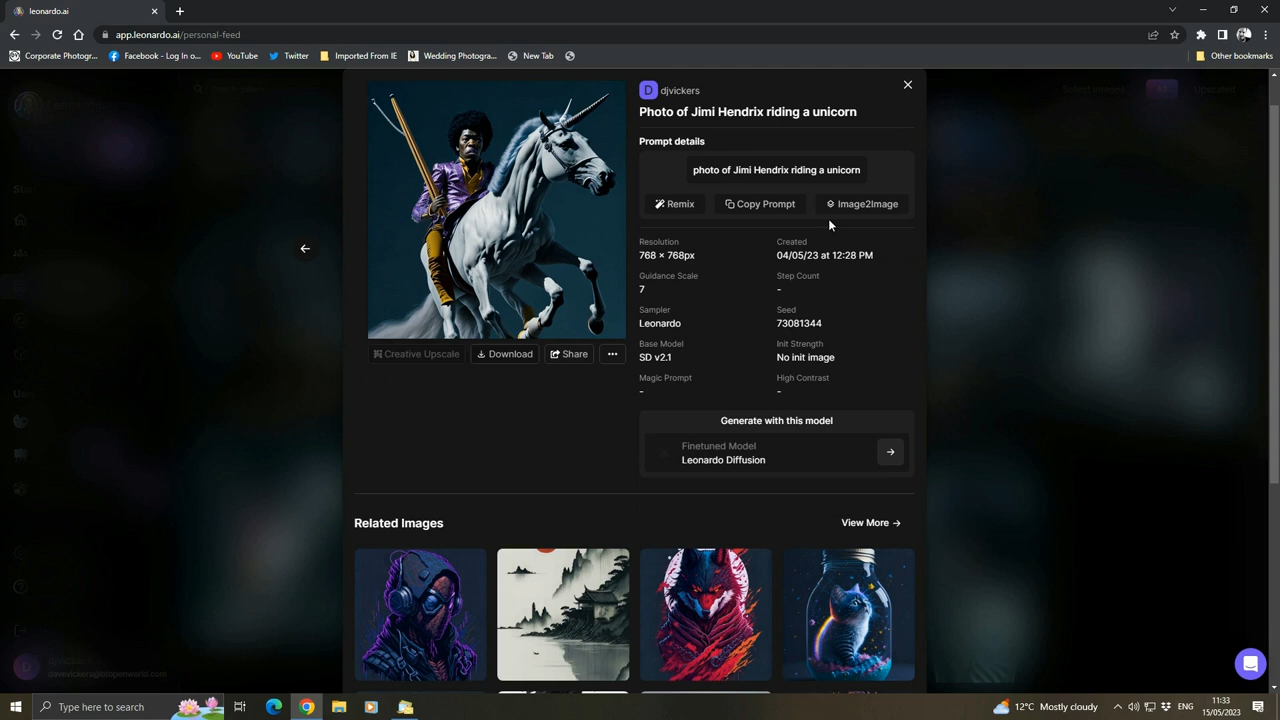 leonardo.ai
app.leonardo.ai/personal-feed
Corporate Photogr...
Facebook - Log In o...
YouTube
Twitter
Imported From IE
Wedding Photogra...
New Tab
Other bookmarks
D djvickers
Photo of Jimi Hendrix riding a unicorn
Prompt details
photo of Jimi Hendrix riding a unicorn
Remix
Copy Prompt
Image2Image
Resolution
768 × 768px
Created
04/05/23 at 12:28 PM
Guidance Scale
7
Step Count
-
Sampler
Leonardo
Seed
73081344
Base Model
SD v2.1
Init Strength
No init image
Magic Prompt
-
High Contrast
-
Creative Upscale
Download
Share
Generate with this model
Finetuned Model
Leonardo Diffusion
Related Images
View More →
Type here to search
12°C Mostly cloudy
ENG
11:33
15/05/2023